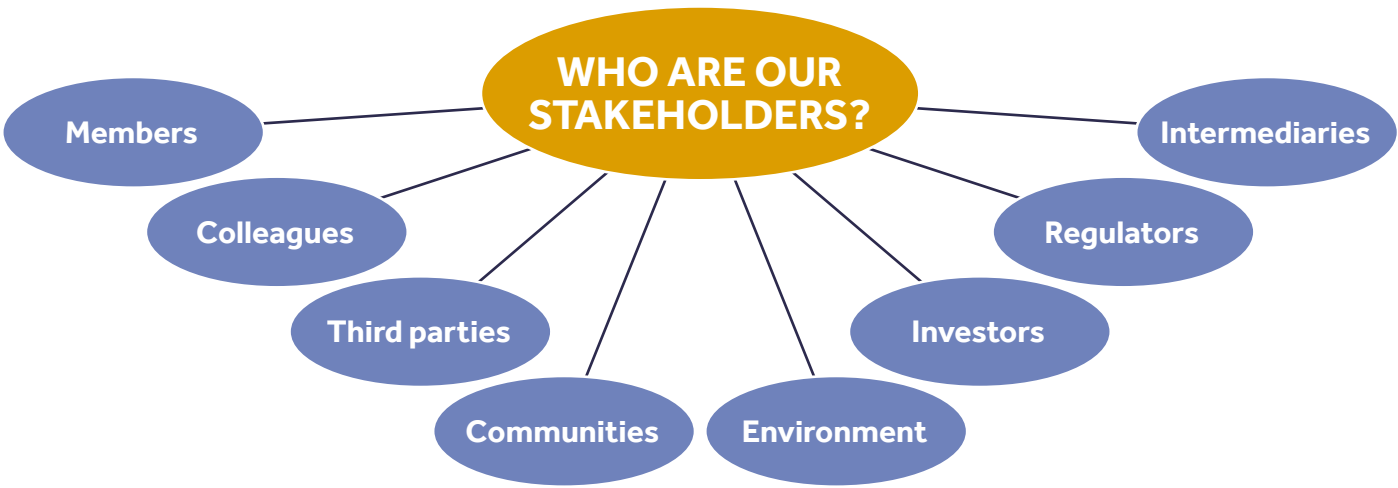 WHO ARE OUR
STAKEHOLDERS?
Members
Colleagues
Third parties
Communities
Environment
Investors
Regulators
Intermediaries